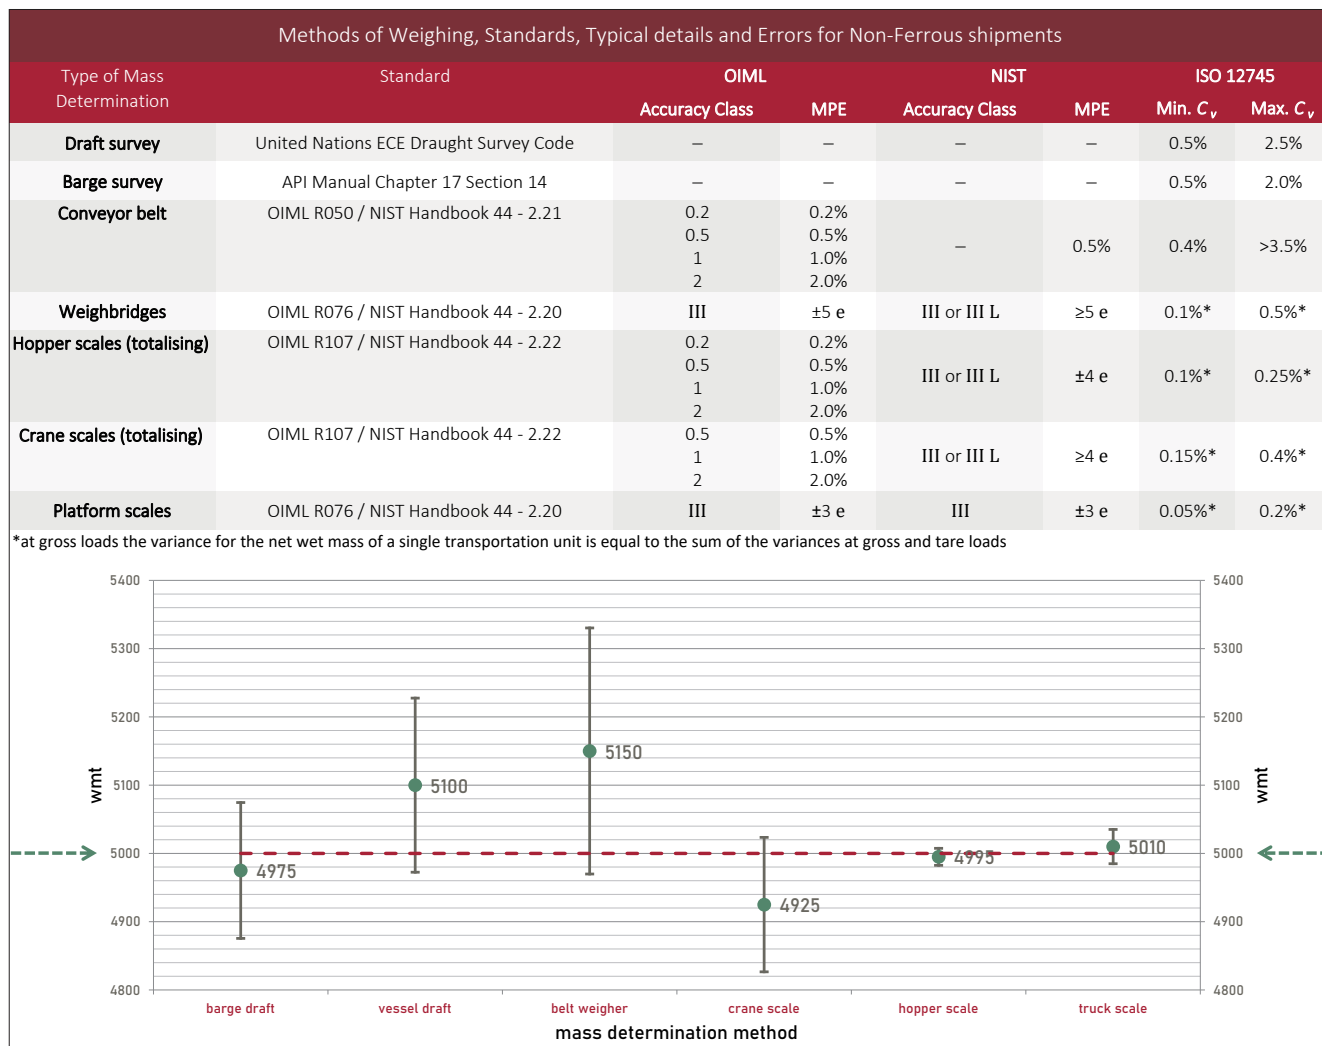 Methods of Weighing, Standards, Typical details and Errors for Non-Ferrous shipments
Type of Mass Determination Standard OIML NIST ISO 12745
Accuracy Class MPE Accuracy Class MPE Min. Cv Max. Cv
Draft survey United Nations ECE Draught Survey Code – – – – 0.5% 2.5%
Barge survey API Manual Chapter 17 Section 14 – – – – 0.5% 2.0%
Conveyor belt OIML R050 / NIST Handbook 44 - 2.21 0.2 0.2%
0.5 0.5%
– 0.5% 0.4% >3.5%
1 1.0%
2 2.0%
Weighbridges OIML R076 / NIST Handbook 44 - 2.20 III ±5 e III or III L ≥5 e 0.1%* 0.5%*
Hopper scales (totalising) OIML R107 / NIST Handbook 44 - 2.22 0.2 0.2%
0.5 0.5%
III or III L ±4 e 0.1%* 0.25%*
1 1.0%
2 2.0%
Crane scales (totalising) OIML R107 / NIST Handbook 44 - 2.22 0.5 0.5%
1 1.0% III or III L ≥4 e 0.15%* 0.4%*
2 2.0%
Platform scales OIML R076 / NIST Handbook 44 - 2.20 III ±3 e III ±3 e 0.05%* 0.2%*
*at gross loads the variance for the net wet mass of a single transportation unit is equal to the sum of the variances at gross and tare loads
5400 5400
5300 5300
5200 5200
5150
wmt 5100 5100 5100 wmt
5000 4975 4995 5010 5000
4925
4900 4900
4800 4800
barge draft vessel draft belt weigher crane scale hopper scale truck scale
mass determination method